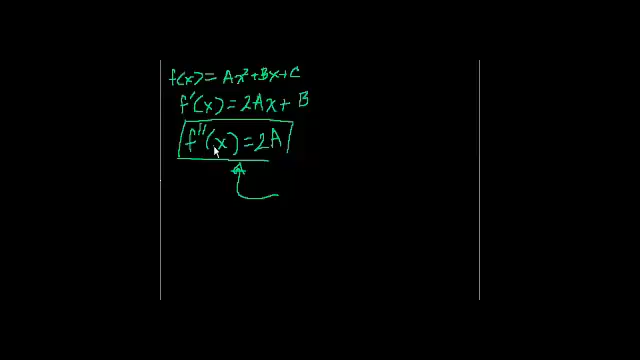 f(x) = Ax² + Bx + C
f'(x) = 2Ax + B
f''(x) = 2A